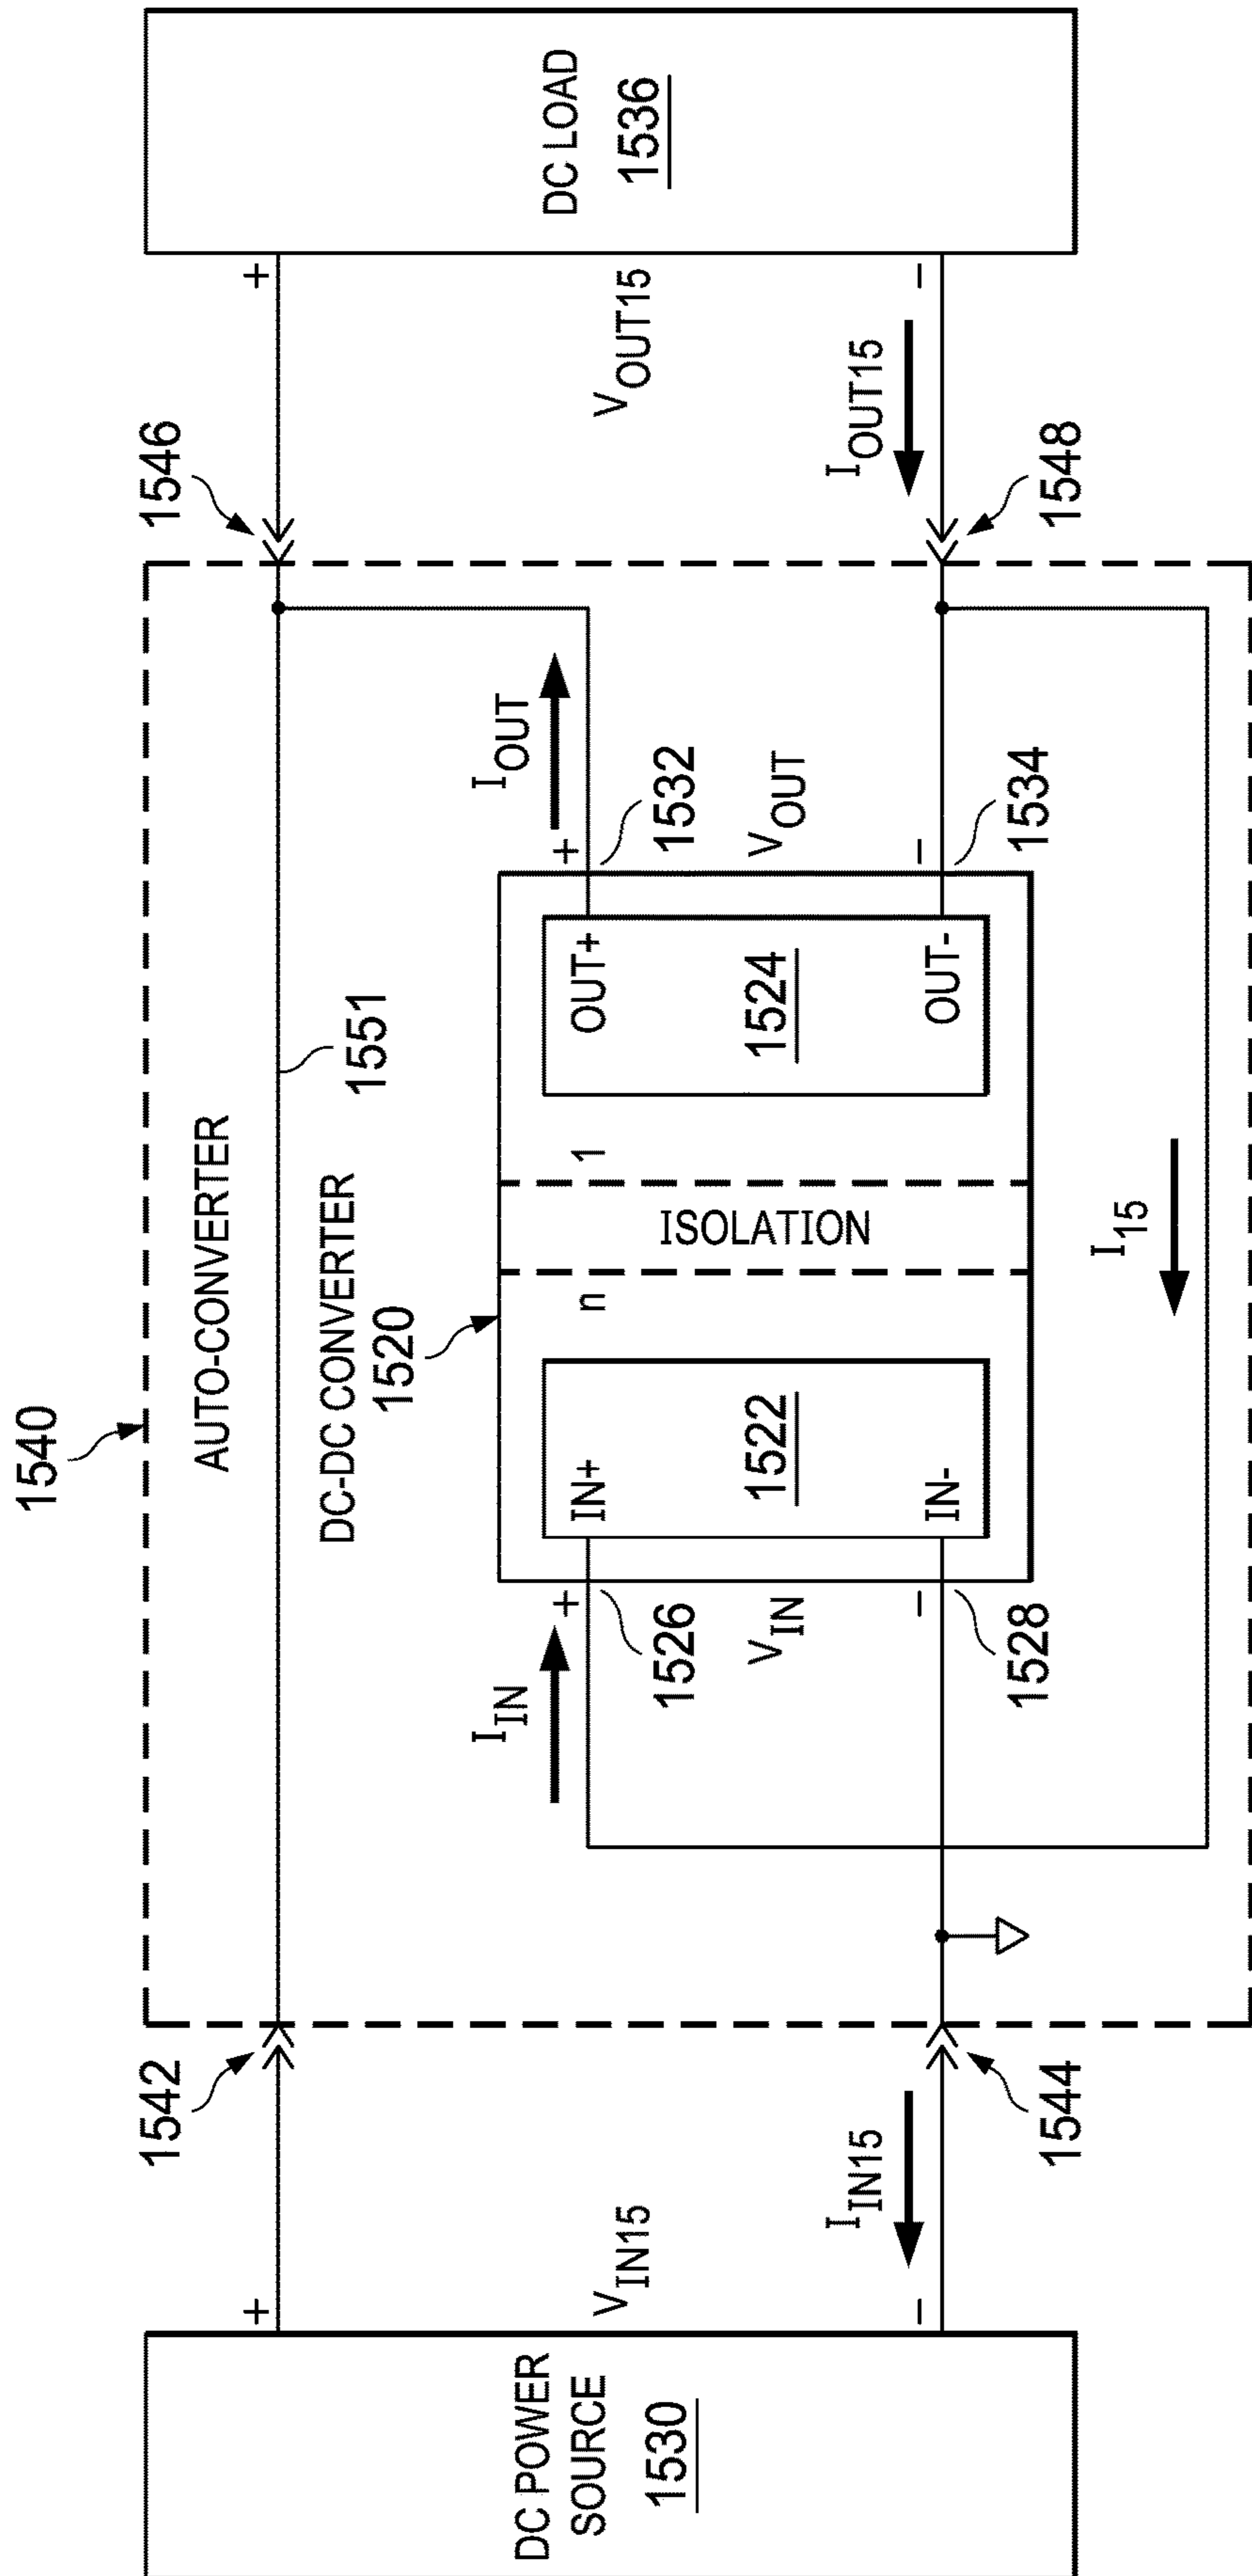 1540
AUTO-CONVERTER
1542
1546
1551
DC-DC CONVERTER
1520
DC POWER
SOURCE
1530
+
VIN15
−
IIN15
1544
IIN
+
1526
VIN
−
1528
IN+
1522
IN-
n
ISOLATION
1
OUT+
1524
OUT-
IOUT
+
1532
VOUT
−
1534
I15
+
VOUT15
−
IOUT15
1548
DC LOAD
1536